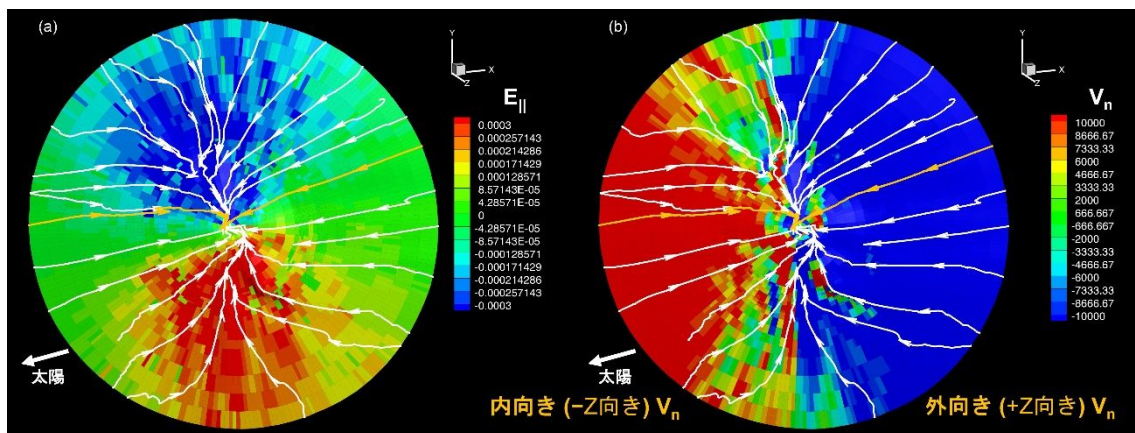 (a)
Y
X
Z
E||
0.0003
0.000257143
0.000214286
0.000171429
0.000128571
8.57143E-05
4.28571E-05
0
-4.28571E-05
-8.57143E-05
-0.000128571
-0.000171429
-0.000214286
-0.000257143
-0.0003
太陽
内向き (−Z向き) Vn
(b)
Y
X
Z
Vn
10000
8666.67
7333.33
6000
4666.67
3333.33
2000
666.667
-666.667
-2000
-3333.33
-4666.67
-6000
-7333.33
-8666.67
-10000
太陽
外向き (+Z向き) Vn